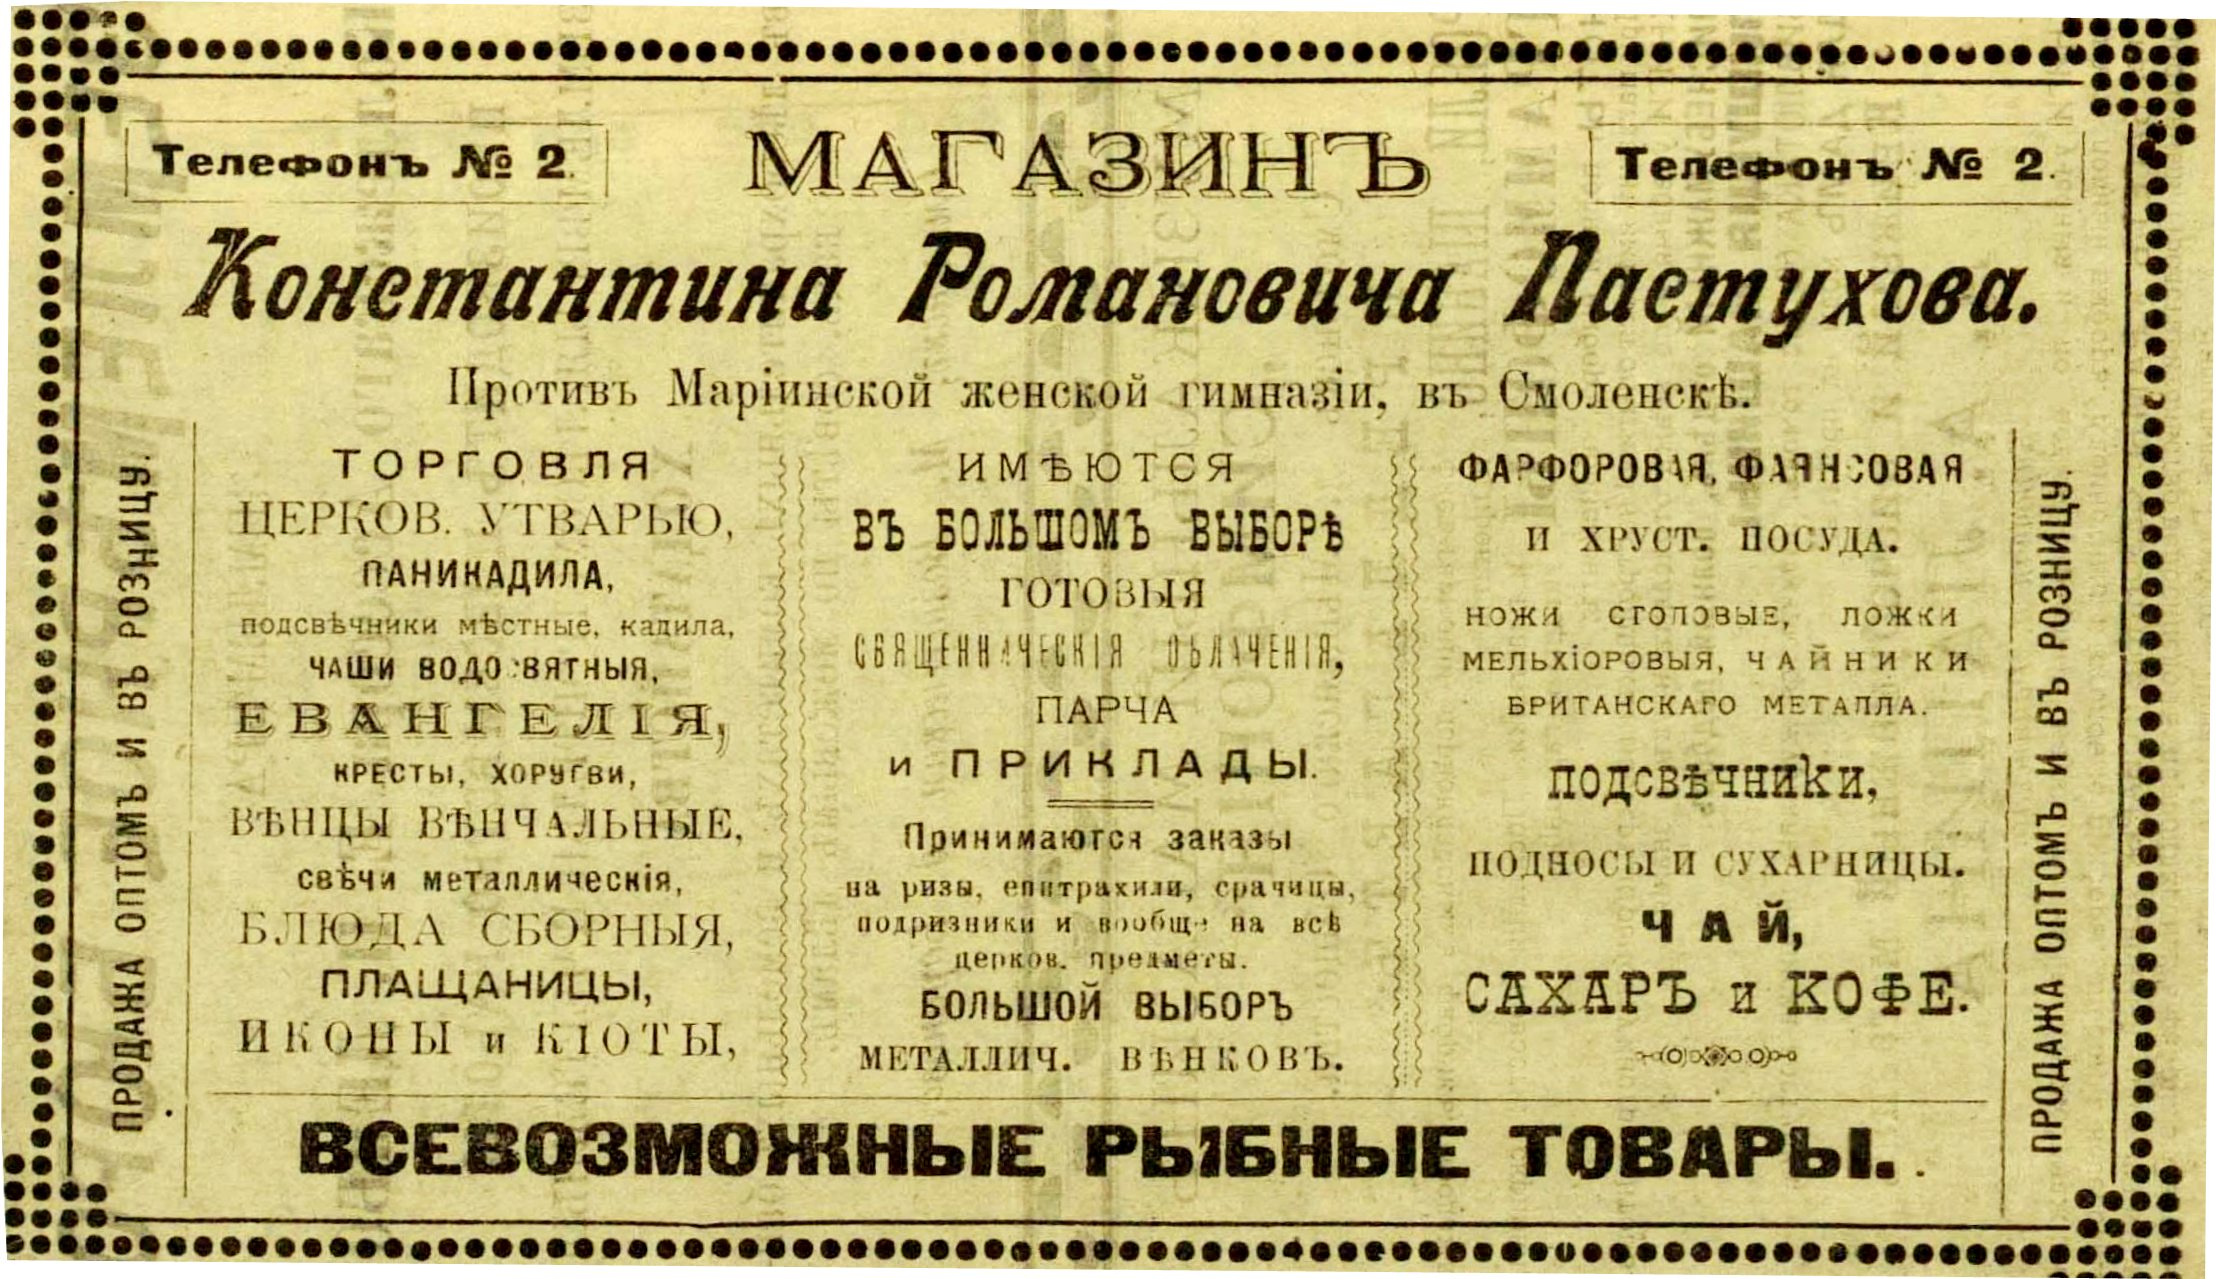 Телефонъ № 2.
МАГАЗИНЪ
Телефонъ № 2.
Константина Романовича Пастухова.
Противъ Маріинской женской гимназіи, въ Смоленскѣ.
ПРОДАЖА ОПТОМЪ И ВЪ РОЗНИЦУ.
ТОРГОВЛЯ
ЦЕРКОВ. УТВАРЬЮ,
ПАНИКАДИЛА,
подсвѣчники мѣстные, кадила,
ЧАШИ ВОДОСВЯТНЫЯ,
ЕВАНГЕЛІЯ,
КРЕСТЫ, ХОРУГВИ,
ВѢНЦЫ ВѢНЧАЛЬНЫЕ,
свѣчи металлическія,
БЛЮДА СБОРНЫЯ,
ПЛАЩАНИЦЫ,
ИКОНЫ и КІОТЫ,
ИМѢЮТСЯ
ВЪ БОЛЬШОМЪ ВЫБОРѢ
ГОТОВЫЯ
СВЯЩЕННИЧЕСКІЯ ОБЛАЧЕНІЯ,
ПАРЧА
и ПРИКЛАДЫ.
Принимаются заказы
на ризы, епитрахили, срачицы,
подризники и вообще на всѣ
церков. предметы.
БОЛЬШОЙ ВЫБОРЪ
МЕТАЛЛИЧ. ВѢНКОВЪ.
ФАРФОРОВАЯ, ФАЯНСОВАЯ
И ХРУСТ. ПОСУДА.
НОЖИ СТОЛОВЫЕ, ЛОЖКИ
МЕЛЬХІОРОВЫЯ, ЧАЙНИКИ
БРИТАНСКАГО МЕТАЛЛА.
ПОДСВѢЧНИКИ,
ПОДНОСЫ И СУХАРНИЦЫ.
ЧАЙ,
САХАРЪ и КОФЕ.
ПРОДАЖА ОПТОМЪ И ВЪ РОЗНИЦУ.
ВСЕВОЗМОЖНЫЕ РЫБНЫЕ ТОВАРЫ.